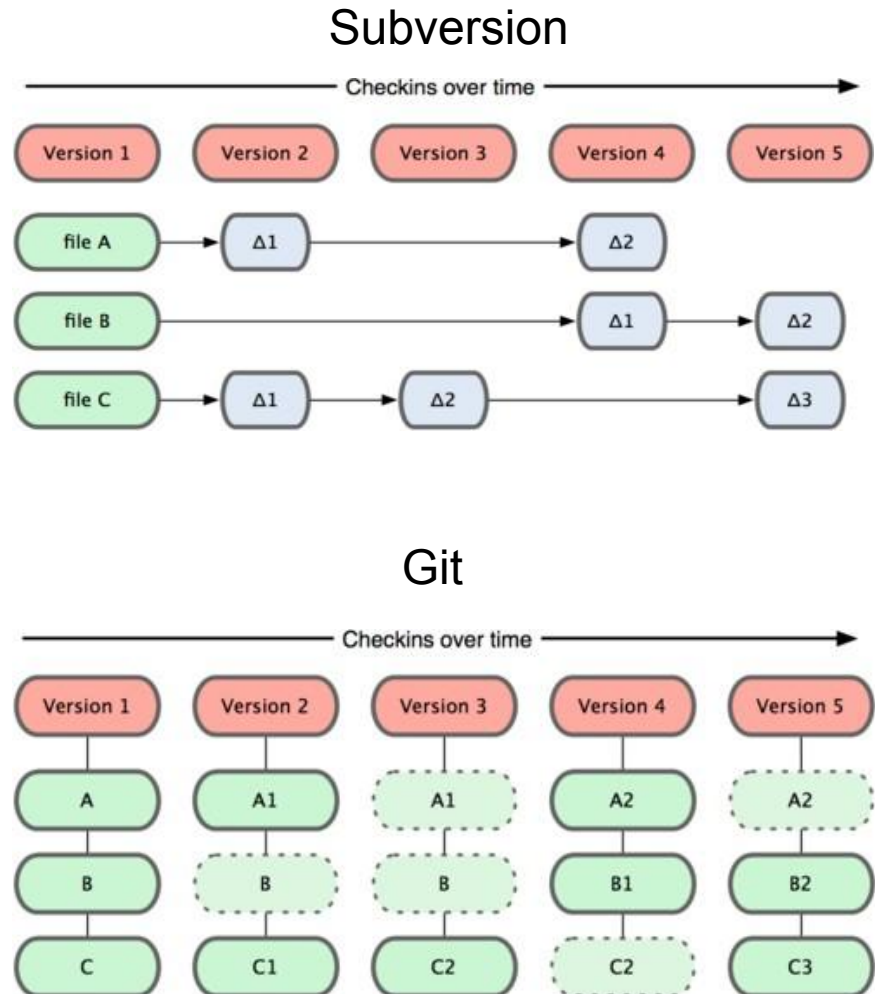 Subversion
Checkins over time
Version 1 Version 2 Version 3 Version 4 Version 5
file A Δ1 Δ2
file B Δ1 Δ2
file C Δ1 Δ2 Δ3
Git
Checkins over time
Version 1 Version 2 Version 3 Version 4 Version 5
A A1 A1 A2 A2
B B B B1 B2
C C1 C2 C2 C3